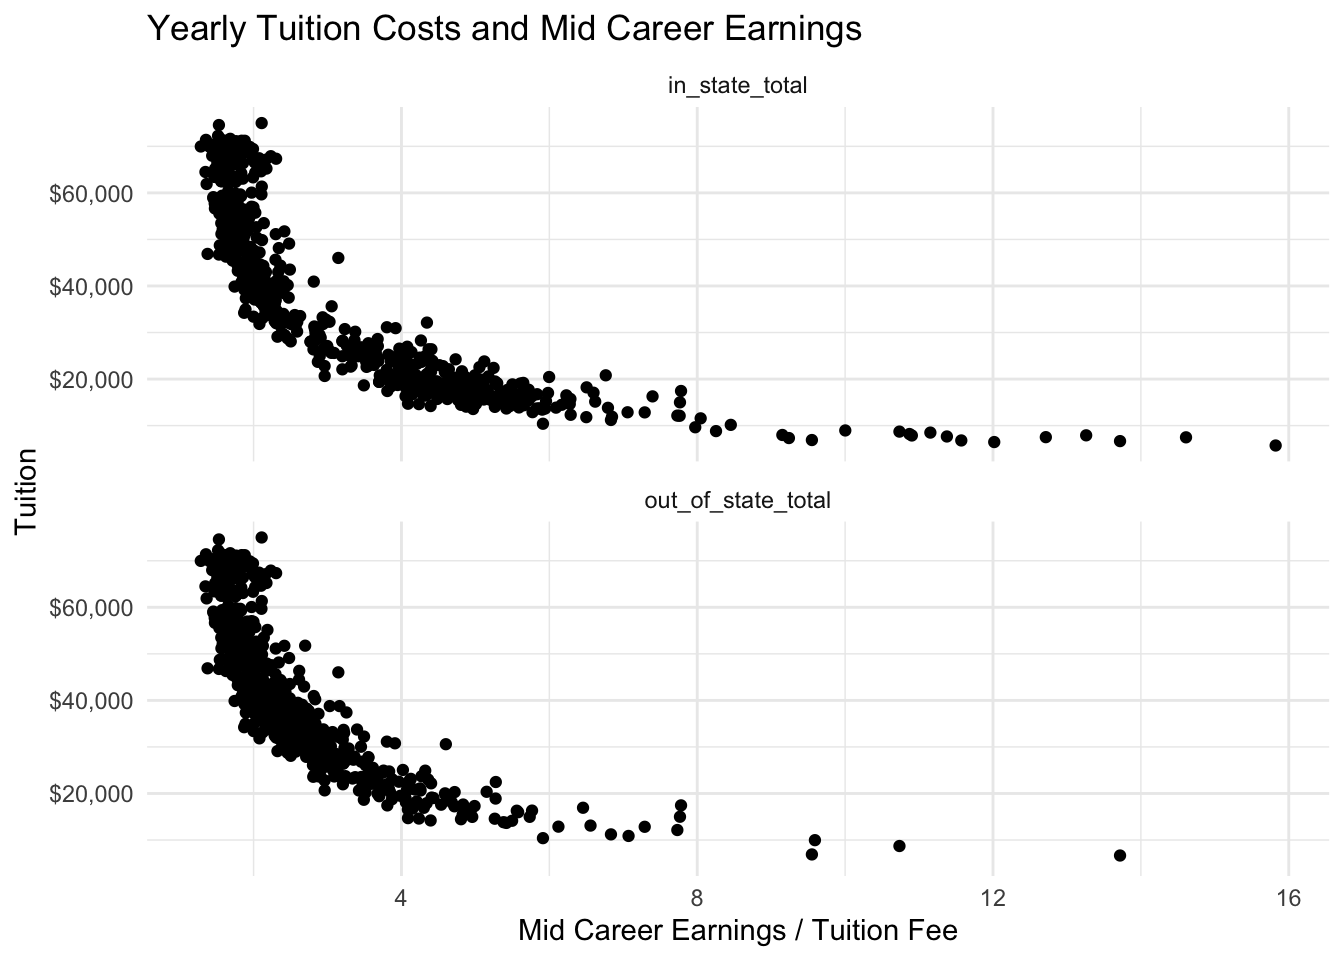 Yearly Tuition Costs and Mid Career Earnings
in_state_total
$60,000
$40,000
$20,000
Tuition
out_of_state_total
$60,000
$40,000
$20,000
4 8 12 16
Mid Career Earnings / Tuition Fee